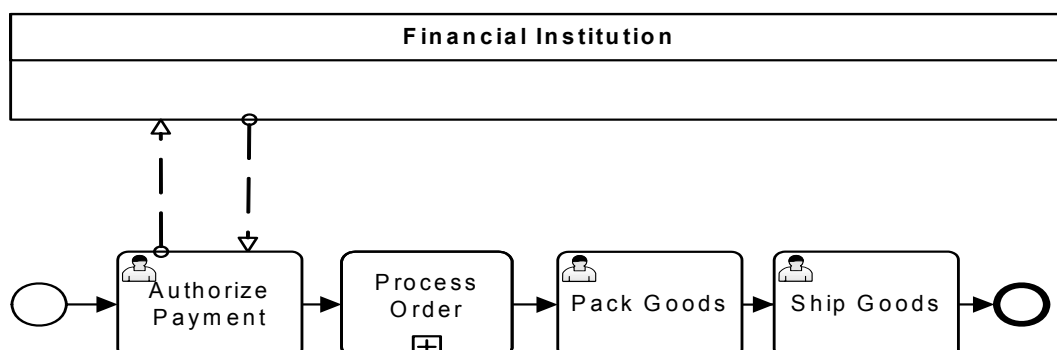 Financial Institution
Authorize
Payment
Process
Order
Pack Goods
Ship Goods